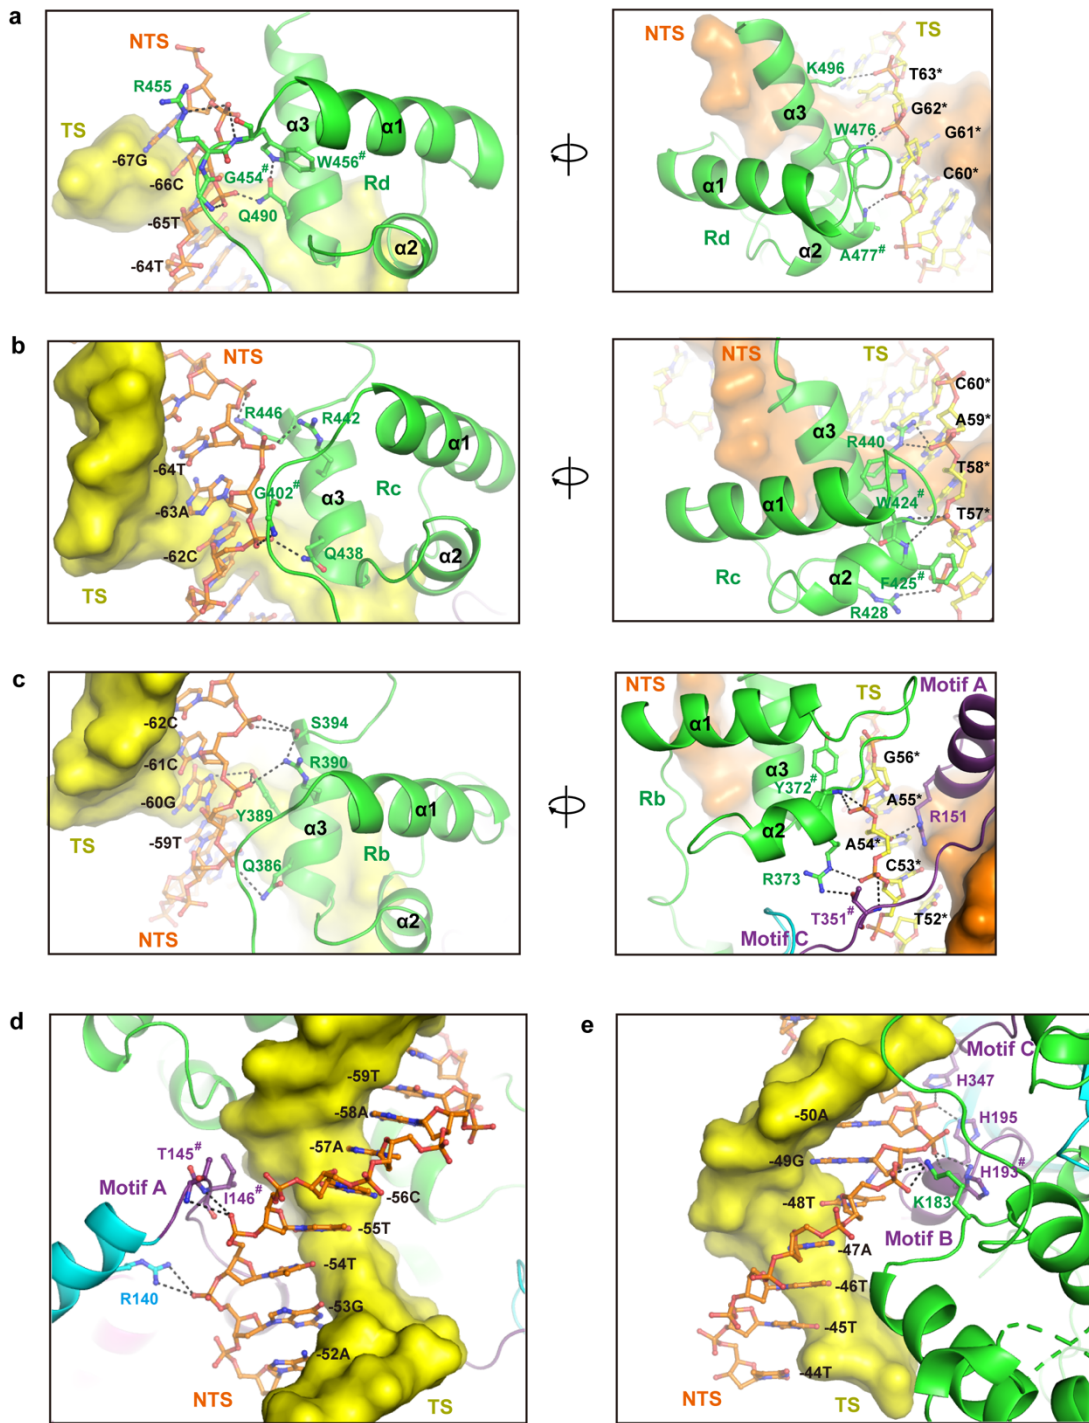 a
NTS
R455
TS
α3
α1
W456#
-67G
G454#
Rd
-66C
Q490
-65T
-64T
α2
NTS
TS
K496
T63*
α3
G62*
W476
G61*
α1
C60*
Rd
α2
A477#
b
NTS
R446
R442
α1
-64T
G402#
Rc
-63A
α3
-62C
Q438
α2
TS
NTS
TS
C60*
α3
A59*
R440
T58*
W424#
α1
T57*
Rc
α2
F425#
R428
c
-62C
S394
-61C
R390
-60G
α1
Y389
α3
-59T
Rb
Q386
TS
α2
NTS
NTS
TS
Motif A
α1
G56*
α3
Y372#
Rb
A55*
R151
α2
A54*
C53*
R373
T351#
T52*
Motif C
d
-59T
-58A
T145#
-57A
Motif A
I146#
-56C
-55T
-54T
R140
-53G
-52A
NTS
TS
e
Motif C
H347
-50A
H195
-49G
H193#
K183
-48T
Motif B
-47A
-46T
-45T
-44T
NTS
TS